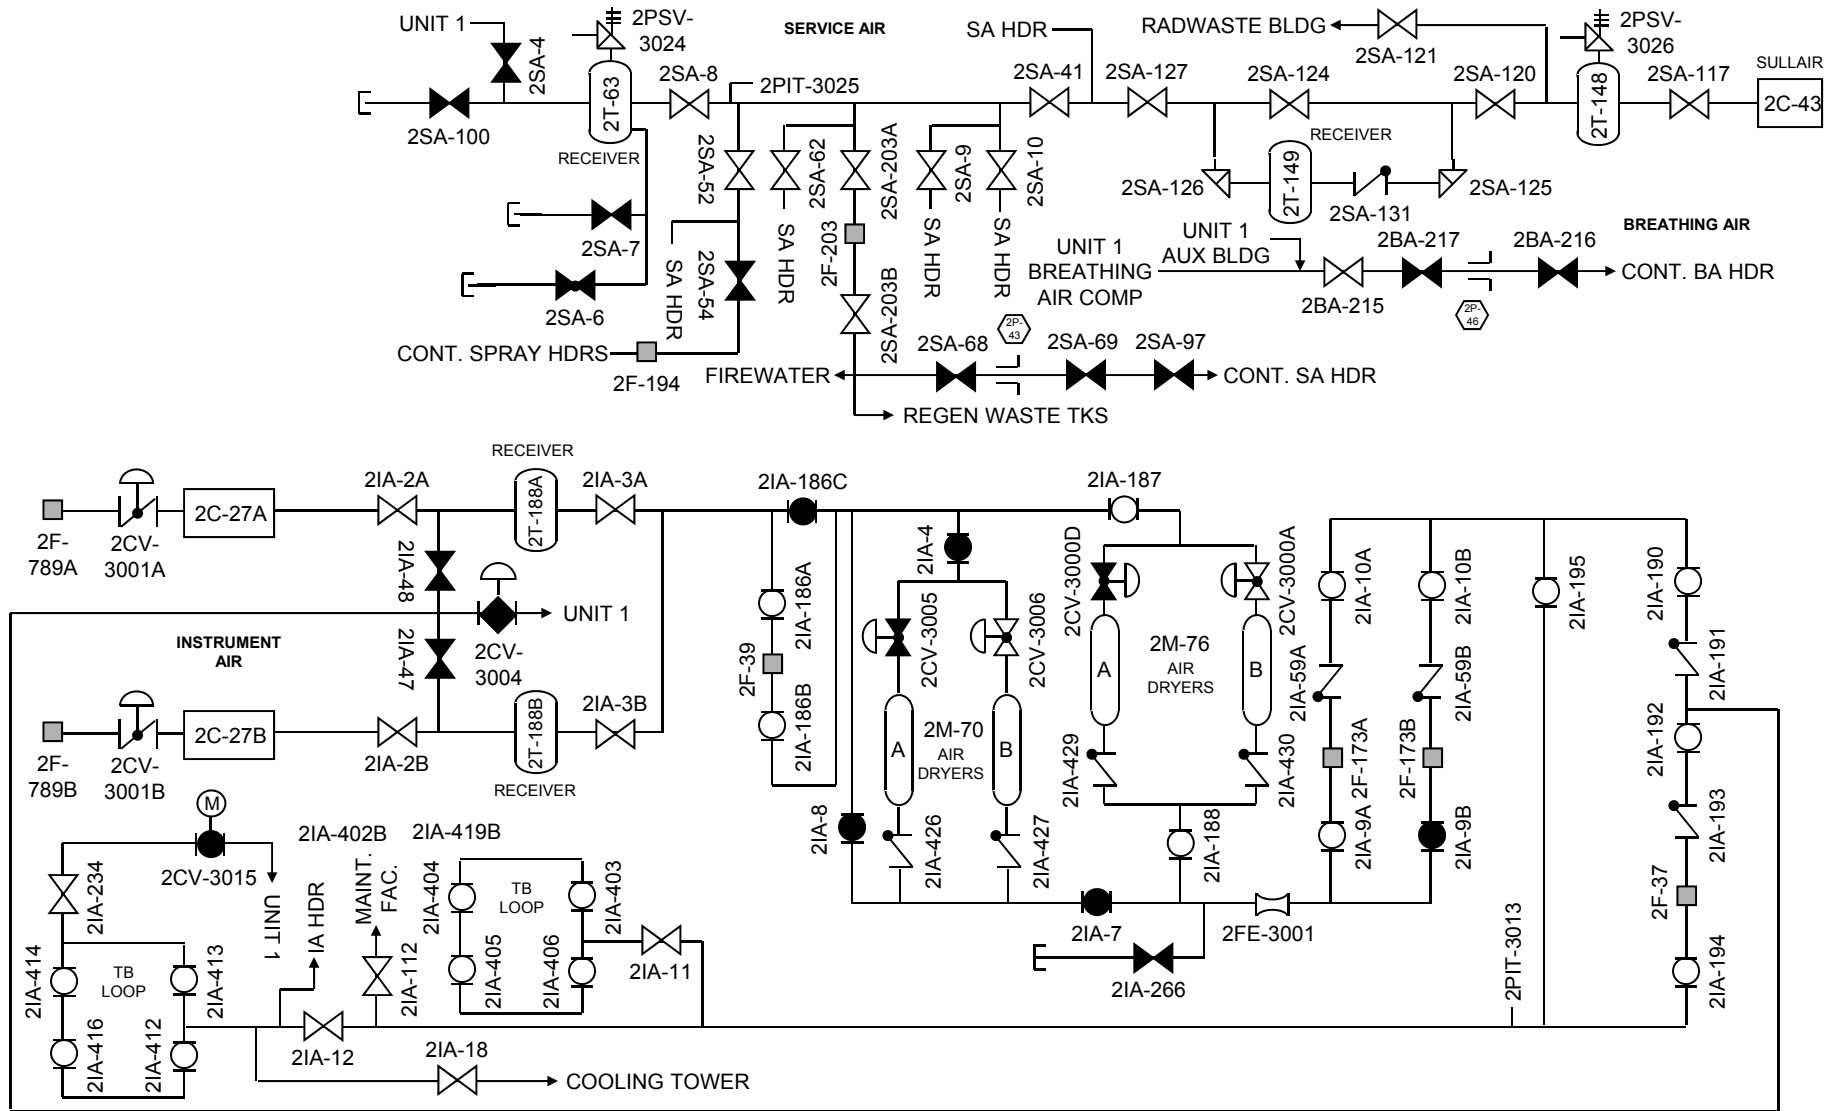 UNIT 1
2SA-4
2PSV-
3024
SERVICE AIR
SA HDR
RADWASTE BLDG
2SA-121
2PSV-
3026
2SA-100
2T-63
RECEIVER
2SA-8
2PIT-3025
2SA-41
2SA-127
2SA-124
2SA-120
2T-148
2SA-117
SULLAIR
2C-43
2SA-7
2SA-6
2SA-52
SA HDR
2SA-54
2SA-62
SA HDR
2SA-203A
2F-203
2SA-203B
2SA-9
SA HDR
2SA-10
SA HDR
2SA-126
RECEIVER
2T-149
2SA-131
2SA-125
BREATHING AIR
UNIT 1
BREATHING
AIR COMP
UNIT 1
AUX BLDG
2BA-215
2BA-217
2P-
46
2BA-216
CONT. BA HDR
CONT. SPRAY HDRS
2F-194
FIREWATER
2SA-68
2P-
43
2SA-69
2SA-97
CONT. SA HDR
REGEN WASTE TKS
2F-
789A
2CV-
3001A
2C-27A
2IA-2A
RECEIVER
2T-188A
2IA-3A
2IA-48
INSTRUMENT
AIR
UNIT 1
2CV-
3004
2IA-47
2F-
789B
2CV-
3001B
2C-27B
2IA-2B
2T-188B
RECEIVER
2IA-3B
2IA-186C
2IA-186A
2F-39
2IA-186B
2IA-4
2CV-3005
2CV-3006
A
2M-70
AIR
DRYERS
B
2IA-8
2IA-426
2IA-427
2IA-187
2CV-3000D
2CV-3000A
A
2M-76
AIR
DRYERS
B
2IA-429
2IA-430
2IA-188
2IA-7
2IA-266
2FE-3001
2IA-10A
2IA-59A
2F-173A
2IA-9A
2IA-10B
2IA-59B
2F-173B
2IA-9B
2IA-195
2PIT-3013
2IA-190
2IA-191
2IA-192
2IA-193
2F-37
2IA-194
M
2CV-3015
2IA-234
UNIT 1
2IA-414
TB
LOOP
2IA-413
2IA-416
2IA-412
2IA-402B
IA HDR
2IA-12
MAINT.
FAC.
2IA-112
2IA-419B
2IA-404
TB
LOOP
2IA-403
2IA-405
2IA-406
2IA-11
2IA-18
COOLING TOWER